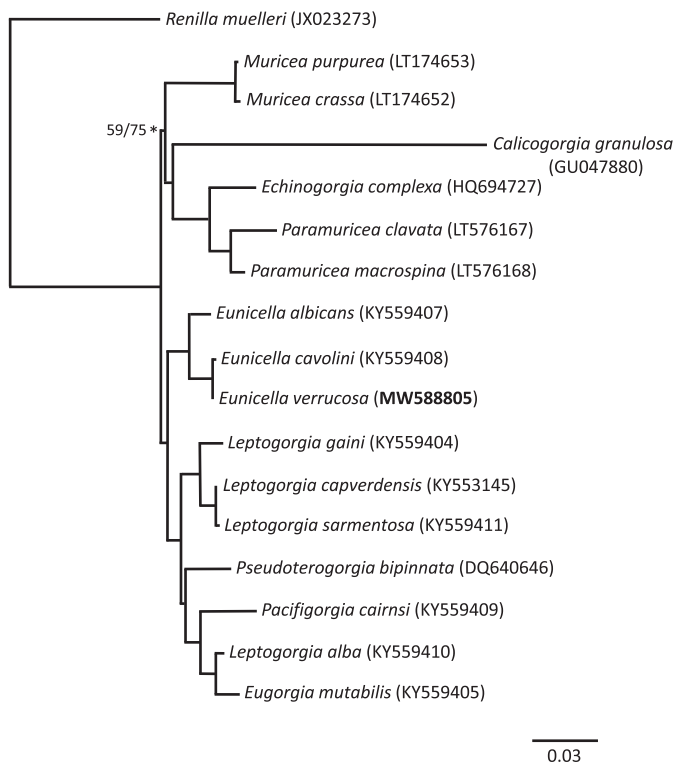 Renilla muelleri (JX023273)
Muricea purpurea (LT174653)
Muricea crassa (LT174652)
59/75 *
Calicogorgia granulosa
(GU047880)
Echinogorgia complexa (HQ694727)
Paramuricea clavata (LT576167)
Paramuricea macrospina (LT576168)
Eunicella albicans (KY559407)
Eunicella cavolini (KY559408)
Eunicella verrucosa (MW588805)
Leptogorgia gaini (KY559404)
Leptogorgia capverdensis (KY553145)
Leptogorgia sarmentosa (KY559411)
Pseudoterogorgia bipinnata (DQ640646)
Pacifigorgia cairnsi (KY559409)
Leptogorgia alba (KY559410)
Eugorgia mutabilis (KY559405)
0.03